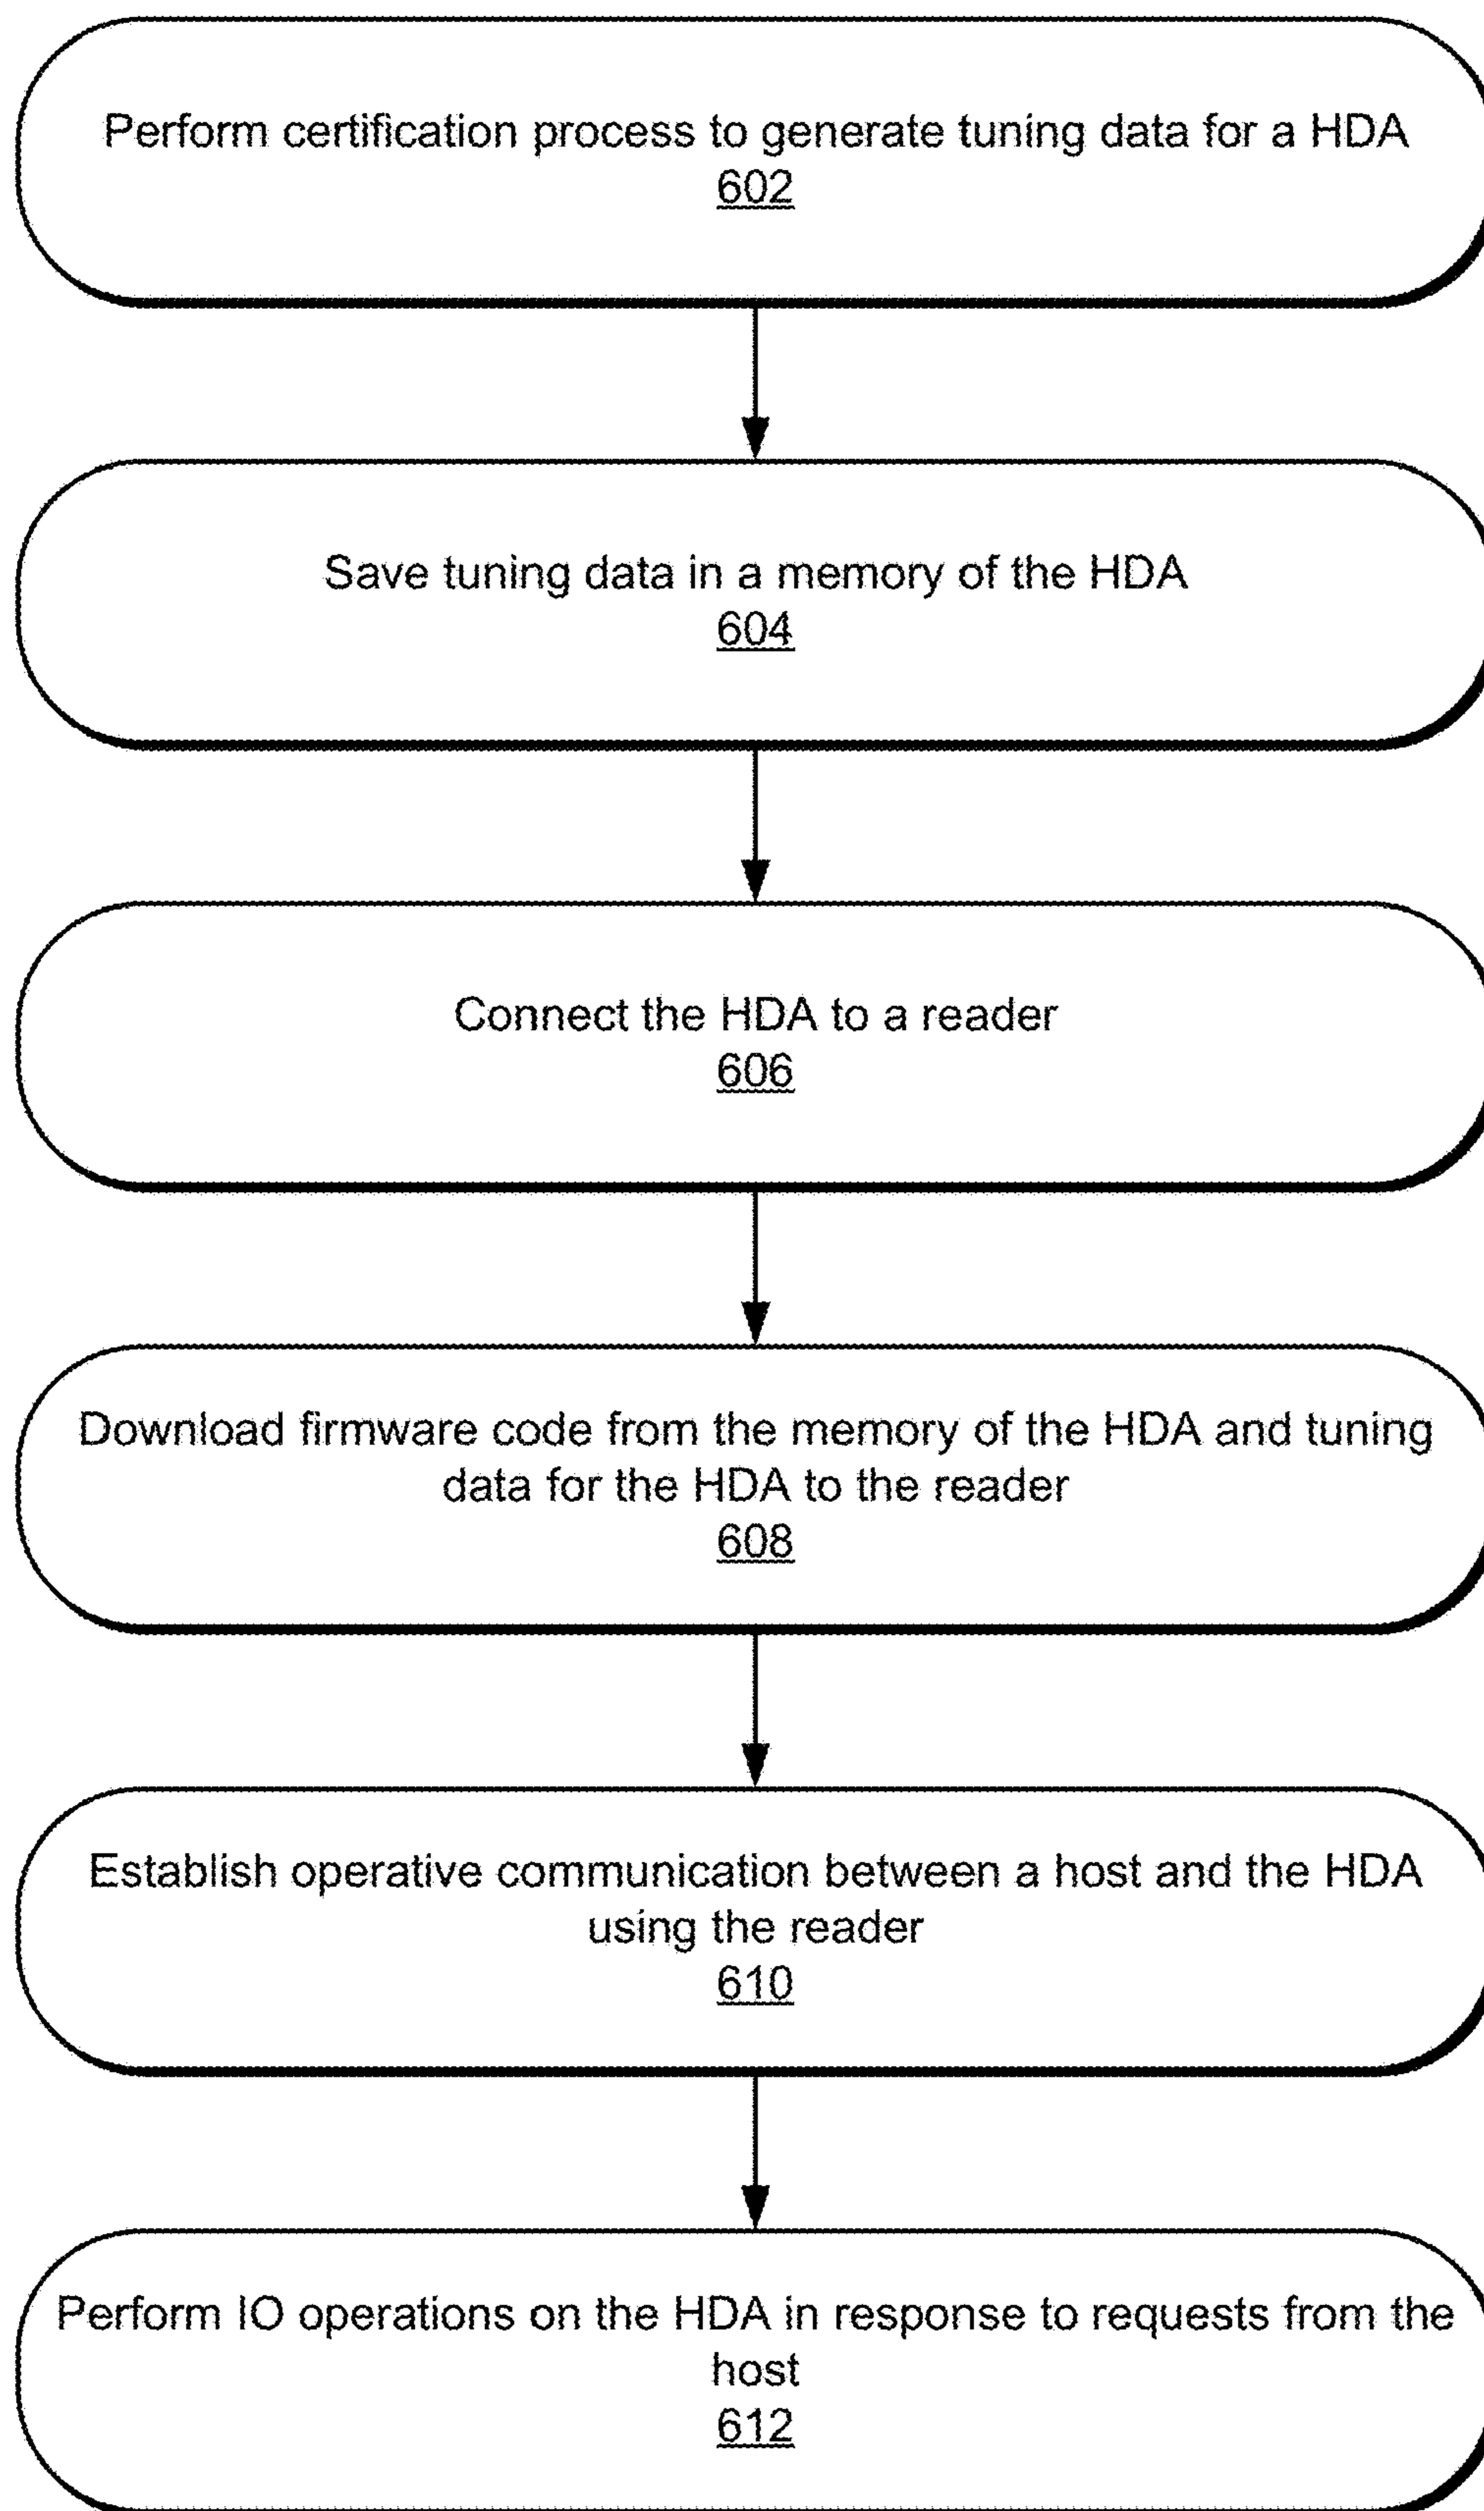 Perform certification process to generate tuning data for a HDA
602
Save tuning data in a memory of the HDA
604
Connect the HDA to a reader
606
Download firmware code from the memory of the HDA and tuning
data for the HDA to the reader
608
Establish operative communication between a host and the HDA
using the reader
610
Perform IO operations on the HDA in response to requests from the
host
612